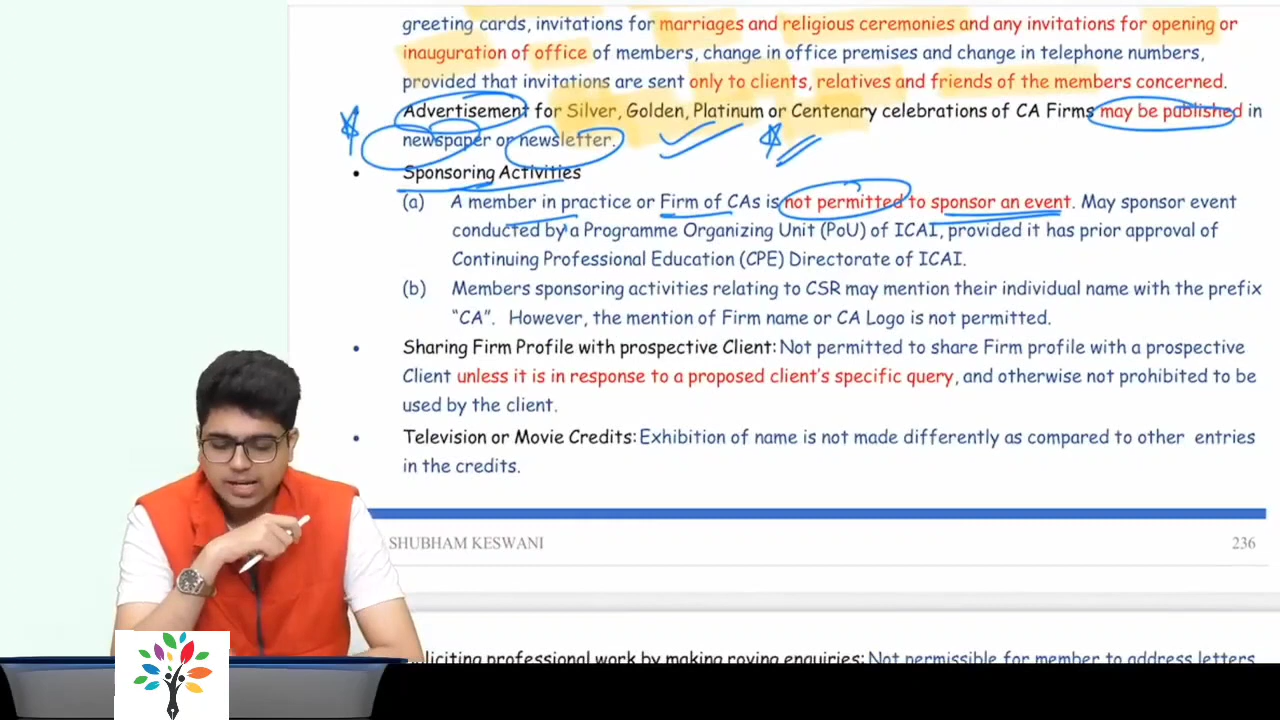 greeting cards, invitations for marriages and religious ceremonies and any invitations for opening or
inauguration of office of members, change in office premises and change in telephone numbers,
provided that invitations are sent only to clients, relatives and friends of the members concerned.
Advertisement for Silver, Golden, Platinum or Centenary celebrations of CA Firms may be published in
newspaper or newsletter.
• Sponsoring Activities
(a) A member in practice or Firm of CAs is not permitted to sponsor an event. May sponsor event
conducted by a Programme Organizing Unit (PoU) of ICAI, provided it has prior approval of
Continuing Professional Education (CPE) Directorate of ICAI.
(b) Members sponsoring activities relating to CSR may mention their individual name with the prefix
“CA”. However, the mention of Firm name or CA Logo is not permitted.
• Sharing Firm Profile with prospective Client: Not permitted to share Firm profile with a prospective
Client unless it is in response to a proposed client’s specific query, and otherwise not prohibited to be
used by the client.
• Television or Movie Credits: Exhibition of name is not made differently as compared to other entries
in the credits.
SHUBHAM KESWANI 236
professional work by making roving enquiries: Not permissible for member to address letters